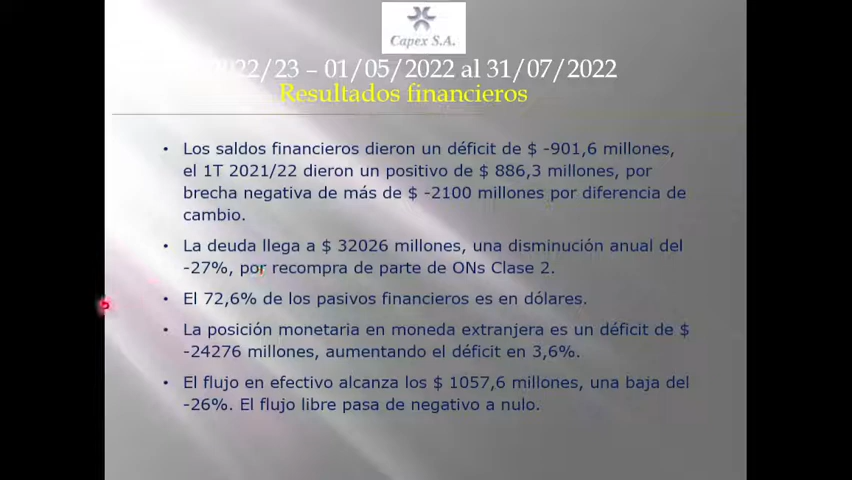 Capex S.A.
22/23 – 01/05/2022 al 31/07/2022
Resultados financieros
• Los saldos financieros dieron un déficit de $ -901,6 millones,
el 1T 2021/22 dieron un positivo de $ 886,3 millones, por
brecha negativa de más de $ -2100 millones por diferencia de
cambio.
• La deuda llega a $ 32026 millones, una disminución anual del
-27%, por recompra de parte de ONs Clase 2.
• El 72,6% de los pasivos financieros es en dólares.
• La posición monetaria en moneda extranjera es un déficit de $
-24276 millones, aumentando el déficit en 3,6%.
• El flujo en efectivo alcanza los $ 1057,6 millones, una baja del
-26%. El flujo libre pasa de negativo a nulo.